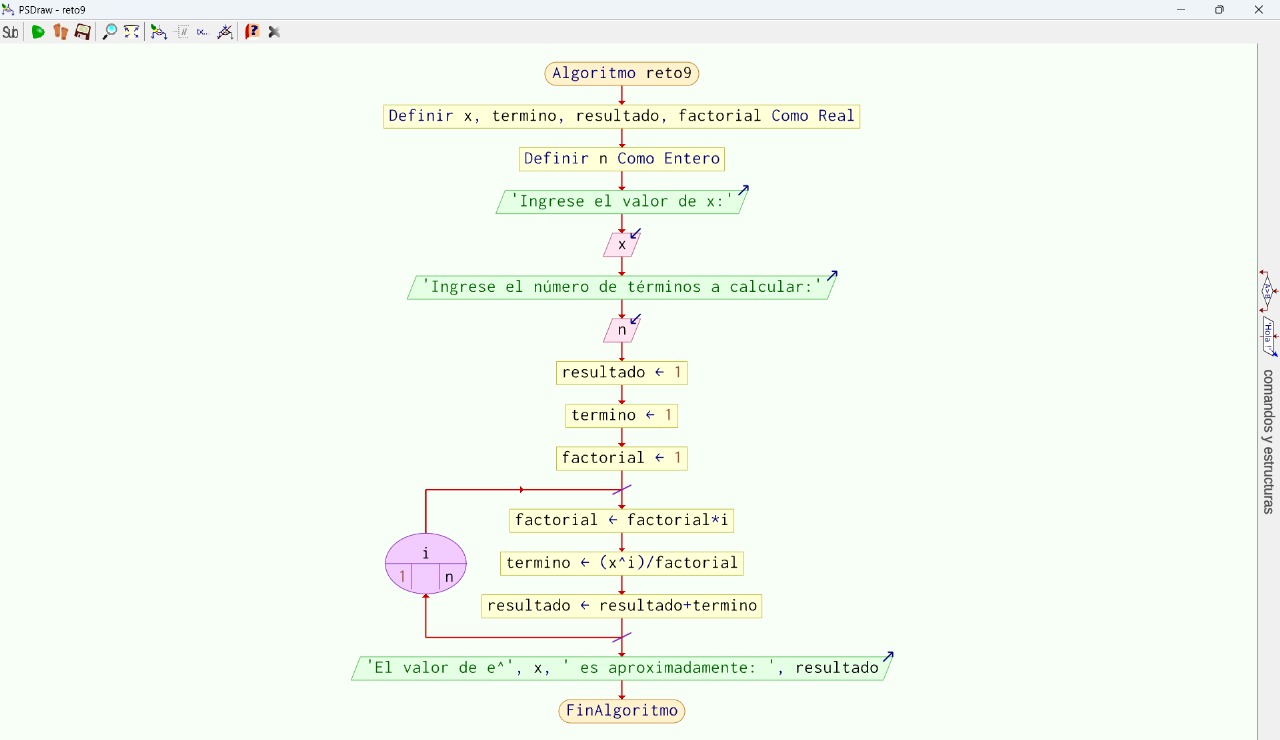 PSDraw - reto9
Sub
Algoritmo reto9
Definir x, termino, resultado, factorial Como Real
Definir n Como Entero
'Ingrese el valor de x:'
x
'Ingrese el número de términos a calcular:'
n
resultado ← 1
termino ← 1
factorial ← 1
factorial ← factorial*i
termino ← (x^i)/factorial
i
1 n
resultado ← resultado+termino
'El valor de e^', x, ' es aproximadamente: ', resultado
FinAlgoritmo
'Hola !'
comandos y estructuras